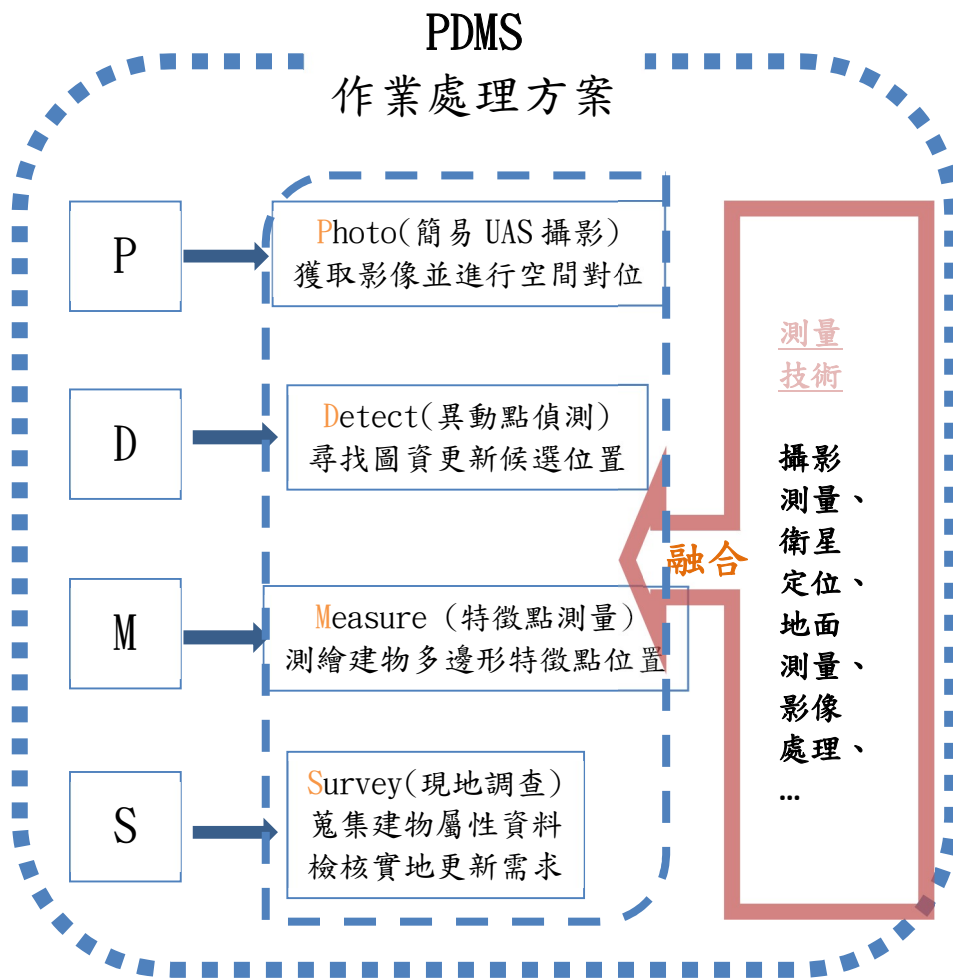 PDMS
作業處理方案
P
Photo(簡易 UAS 攝影)
獲取影像並進行空間對位
D
Detect(異動點偵測)
尋找圖資更新候選位置
M
Measure (特徵點測量)
測繪建物多邊形特徵點位置
S
Survey(現地調查)
蒐集建物屬性資料
檢核實地更新需求
融合
測量
技術
攝影
測量、
衛星
定位、
地面
測量、
影像
處理、
…